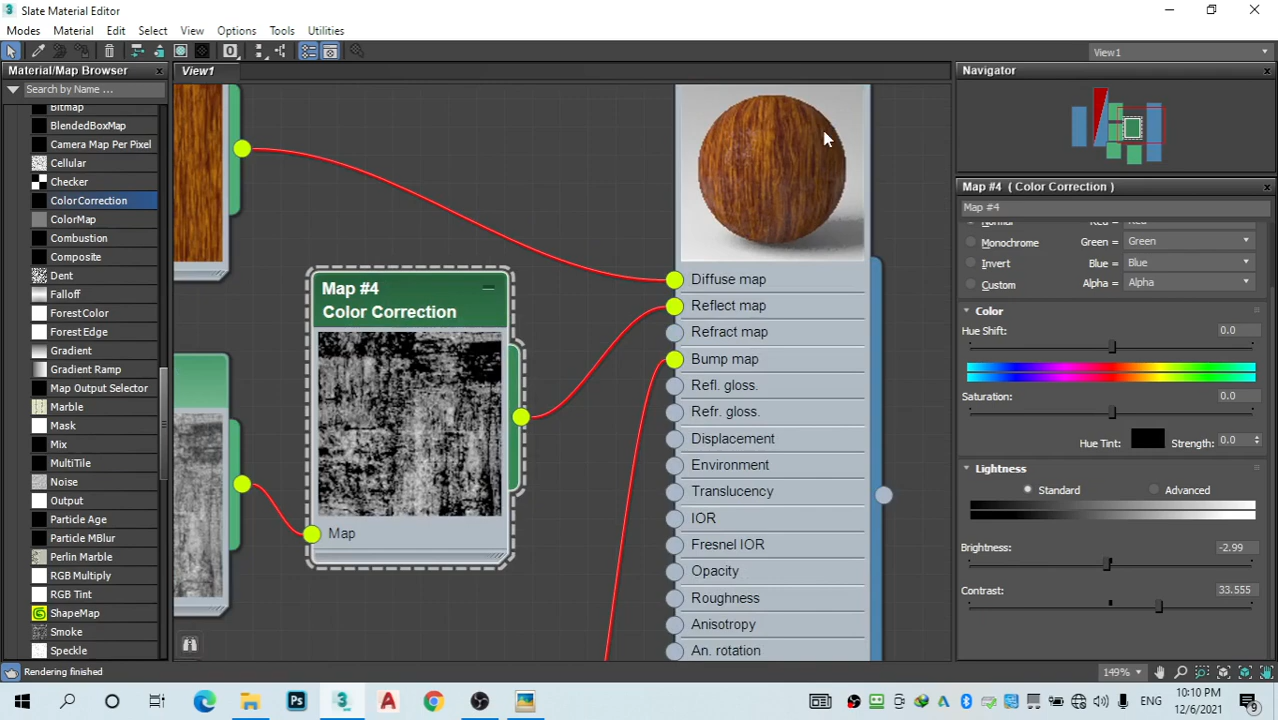 Slate Material Editor
Modes Material Edit Select View Options Tools Utilities
0
View1
Material/Map Browser
Search by Name ...
Bitmap
BlendedBoxMap
Camera Map Per Pixel
Cellular
Checker
ColorCorrection
ColorMap
Combustion
Composite
Dent
Falloff
ForestColor
ForestEdge
Gradient
Gradient Ramp
Map Output Selector
Marble
Mask
Mix
MultiTile
Noise
Output
Particle Age
Particle MBlur
Perlin Marble
RGB Multiply
RGB Tint
ShapeMap
Smoke
Speckle
View1
Map #4
Color Correction
Map
Diffuse map
Reflect map
Refract map
Bump map
Refl. gloss.
Refr. gloss.
Displacement
Environment
Translucency
IOR
Fresnel IOR
Opacity
Roughness
Anisotropy
An. rotation
Navigator
Map #4 ( Color Correction )
Map #4
Normal Red = Red
Monochrome Green = Green
Invert Blue = Blue
Custom Alpha = Alpha
Color
Hue Shift: 0.0
Saturation: 0.0
Hue Tint: Strength: 0.0
Lightness
Standard Advanced
Brightness: -2.99
Contrast: 33.555
Rendering finished
149%
Ps 3 A
ENG
10:10 PM
12/6/2021
9